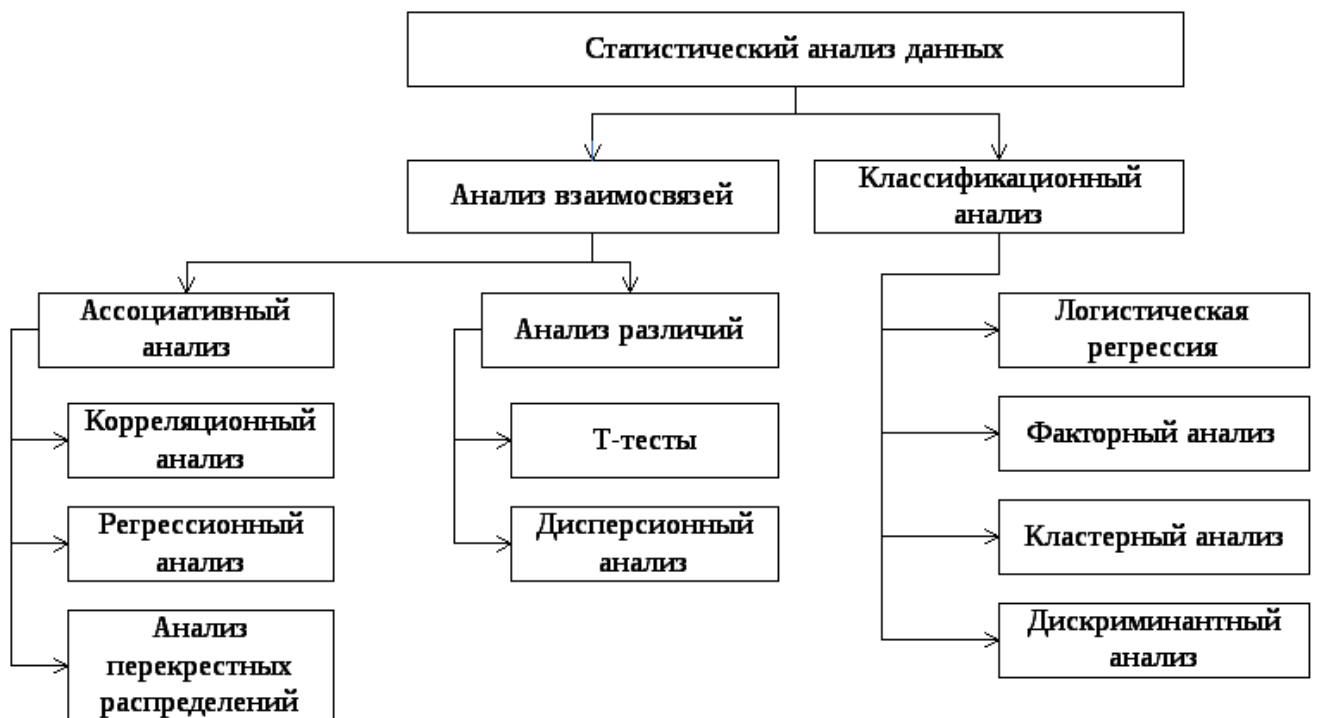 Статистический анализ данных
Анализ взаимосвязей
Классификационный
анализ
Ассоциативный
анализ
Анализ различий
Логистическая
регрессия
Корреляционный
анализ
Т-тесты
Факторный анализ
Регрессионный
анализ
Дисперсионный
анализ
Кластерный анализ
Анализ
перекрестных
распределений
Дискриминантный
анализ